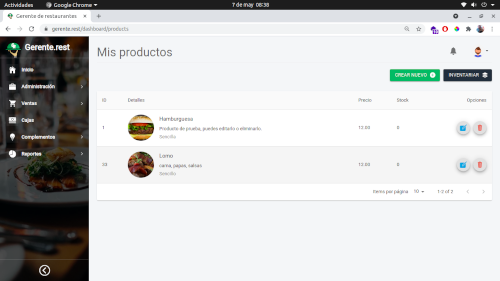 Actividades
Google Chrome
7 de may 08:38
Gerente de restaurantes
gerente.rest/dashboard/products
Gerente.rest
Mis productos
Inicio
Administración
Ventas
Cajas
Complementos
Reportes
CREAR NUEVO
INVENTARIAR
ID Detalles Precio Stock Opciones
Hamburguesa
1 Producto de prueba, puedes editarlo o eliminarlo. 12.00 0
Sencillo
Lomo
33 carne, papas, salsas 12.00 0
Sencillo
Items por página 10 1-2 of 2